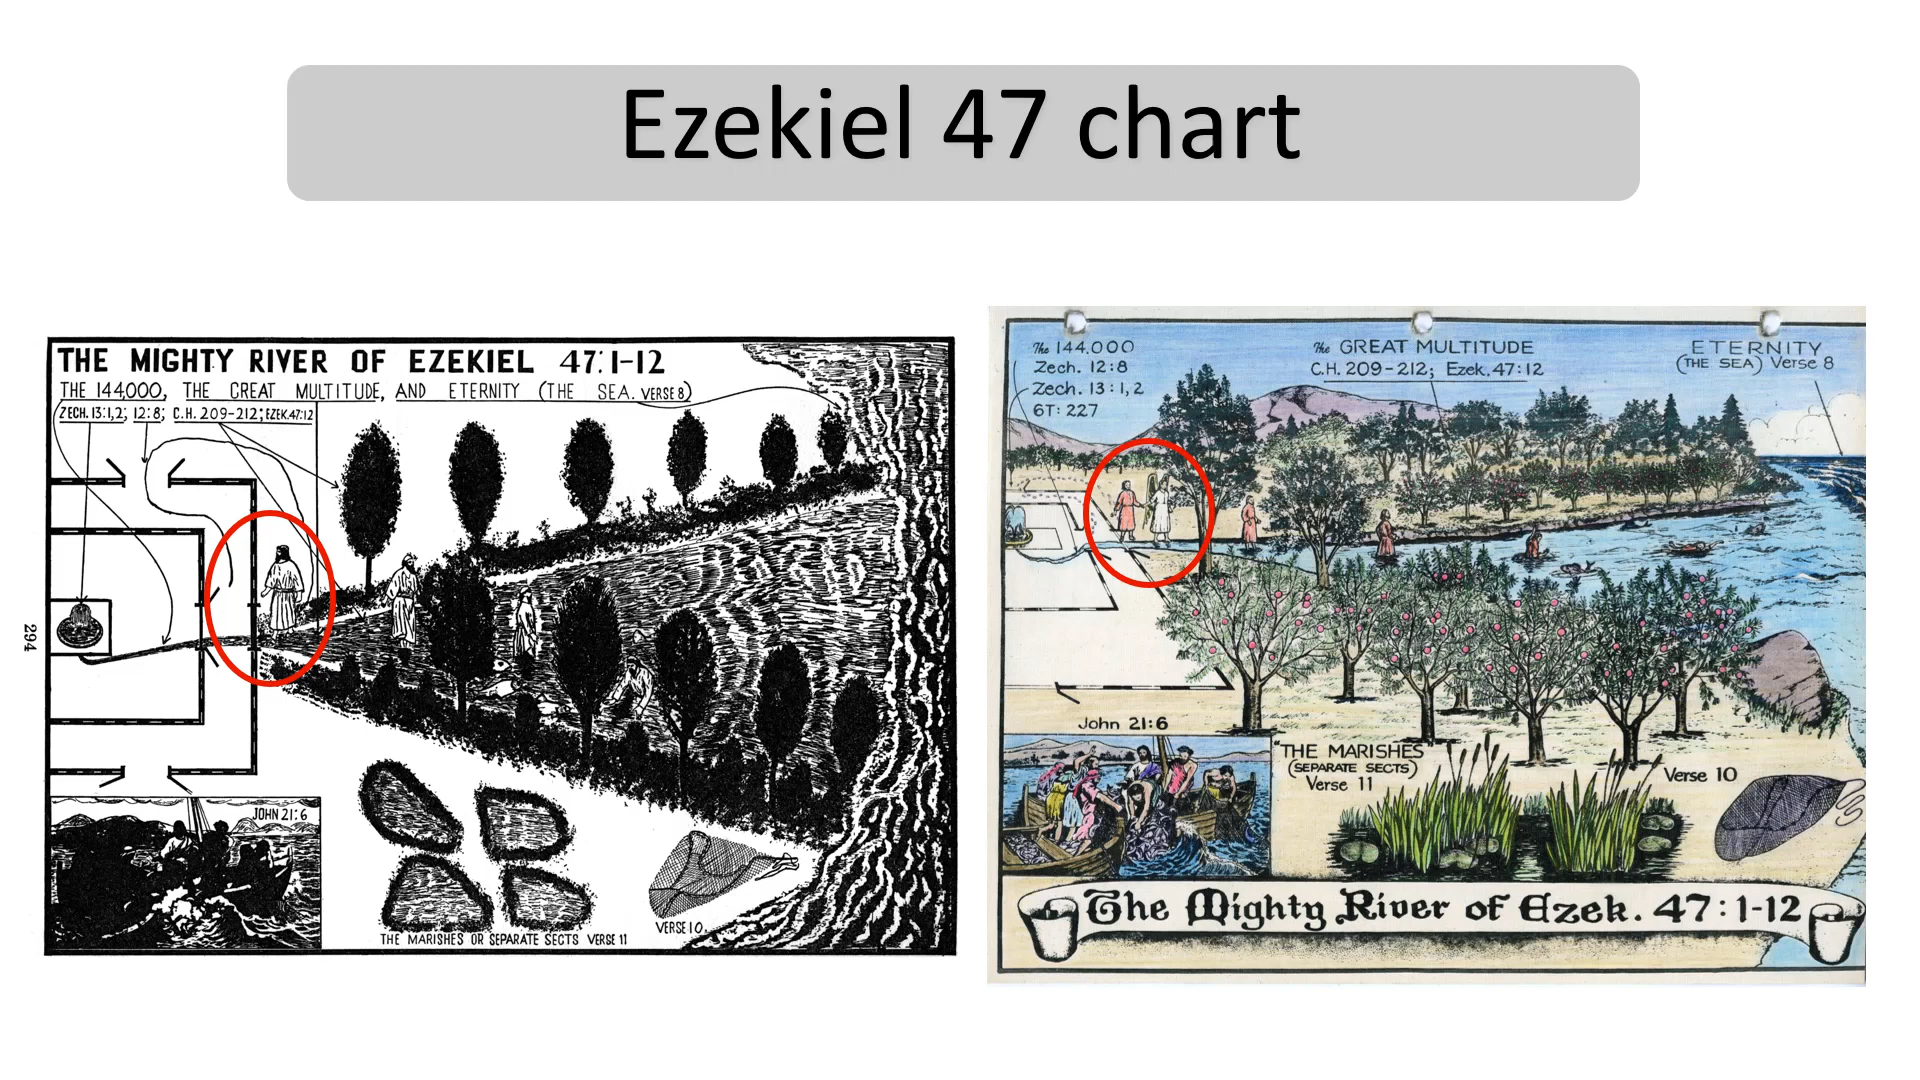 Ezekiel 47 chart
THE MIGHTY RIVER OF EZEKIEL 47:1-12
THE 144,000, THE GREAT MULTITUDE, AND ETERNITY (THE SEA. VERSE 8)
ZECH. 13:1,2; 12:8; C.H. 209-212; EZEK.47:12
294
JOHN 21:6
THE MARISHES OR SEPARATE SECTS VERSE 11
VERSE 10.
The 144.000
Zech. 12:8
Zech. 13:1,2
6T: 227
The GREAT MULTITUDE
C.H. 209-212; Ezek. 47:12
ETERNITY
(THE SEA) Verse 8
John 21:6
"THE MARISHES"
(SEPARATE SECTS)
Verse 11
Verse 10
The Mighty River of Ezek. 47:1-12